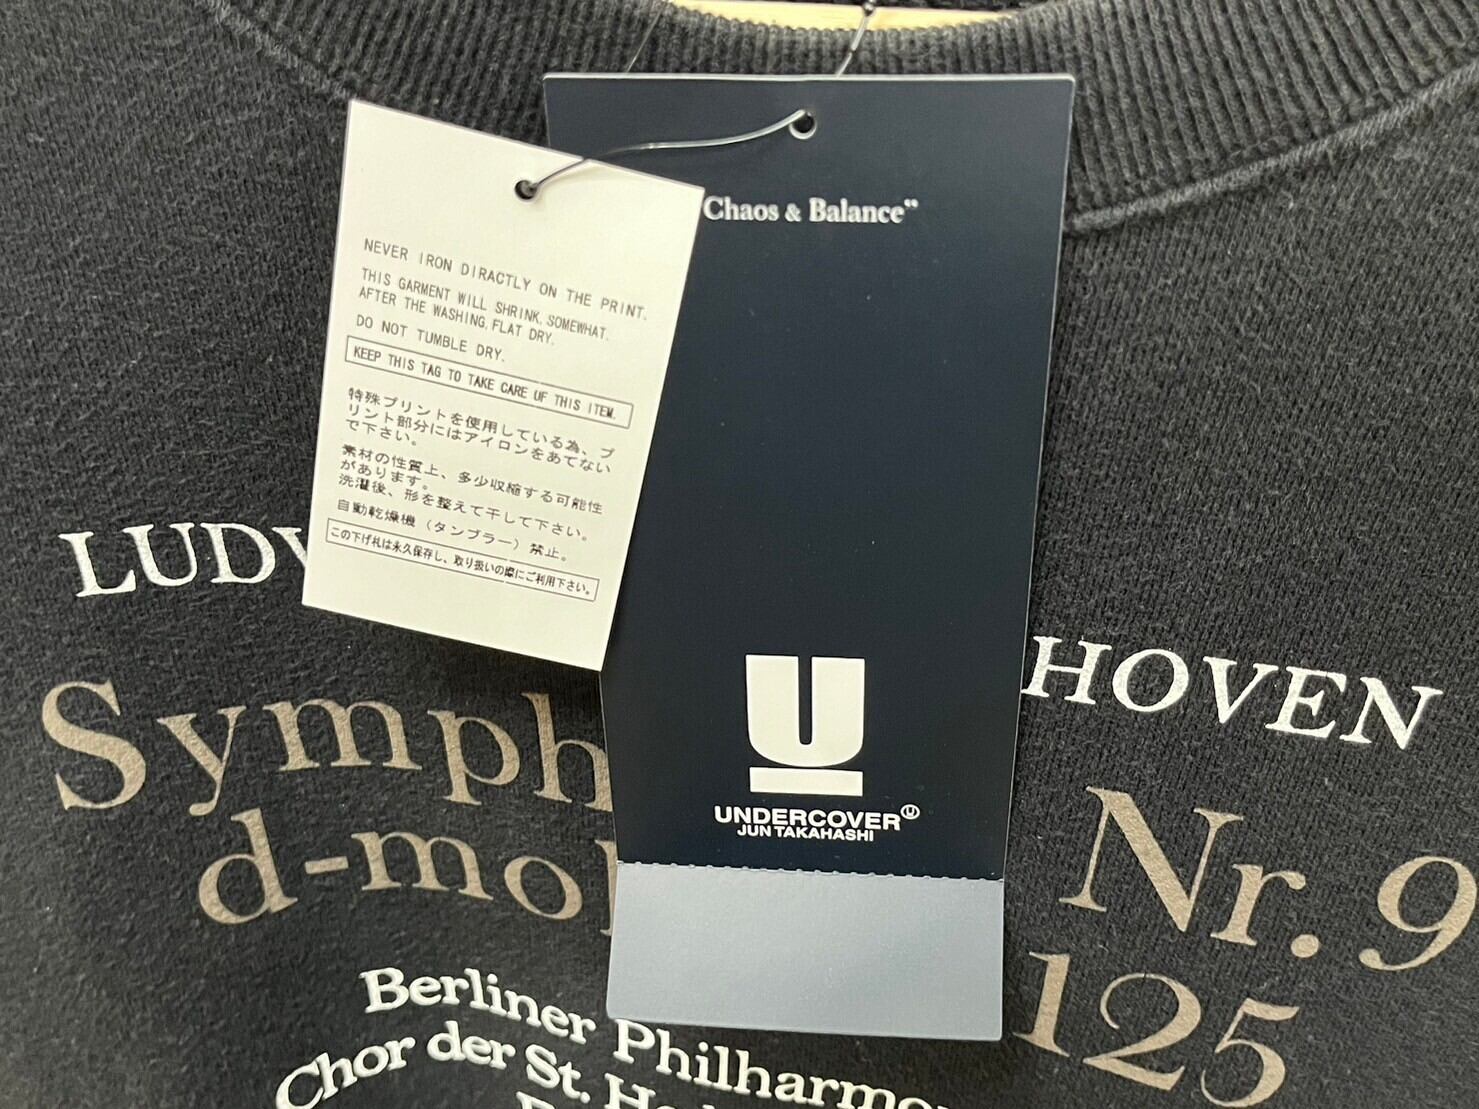 Chaos & Balance"
NEVER IRON DIRACTLY ON THE PRINT.
THIS GARMENT WILL SHRINK, SOMEWHAT.
AFTER THE WASHING, FLAT DRY.
DO NOT TUMBLE DRY.
KEEP THIS TAG TO TAKE CARE OF THIS ITEM.
特殊プリントを使用している為、プ
リント部分にはアイロンをあてない
で下さい。
素材の性質上、多少収縮する可能性
があります。
洗濯後、形を整えて干して下さい。
自動乾燥機（タンブラー）禁止。
この下げ札は永久保存し、取り扱いの際にご利用下さい。
U
UNDERCOVER
JUN TAKAHASHI
LUDW HOVEN
Symph Nr. 9
d-mol 125
Berliner Philharmo
Chor der St. He